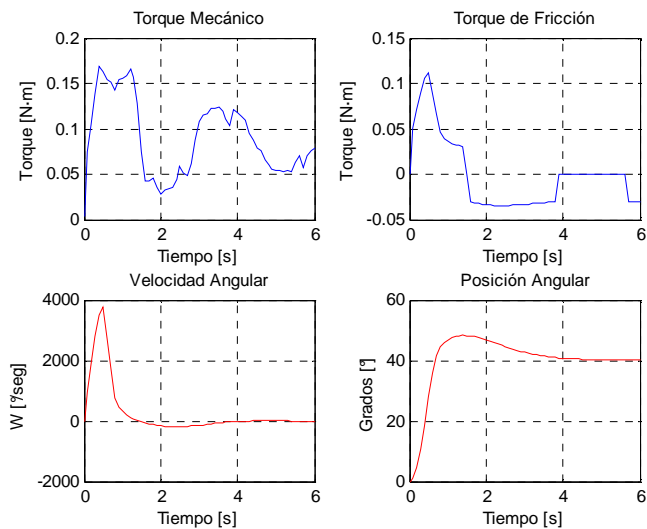 Torque Mecánico
0.2
0.15
0.1
0.05
0
Torque [N·m]
0 2 4 6
Tiempo [s]
Torque de Fricción
0.15
0.1
0.05
0
-0.05
Torque [N·m]
0 2 4 6
Tiempo [s]
Velocidad Angular
4000
2000
0
-2000
W [º/seg]
0 2 4 6
Tiempo [s]
Posición Angular
60
40
20
0
Grados [º]
0 2 4 6
Tiempo [s]